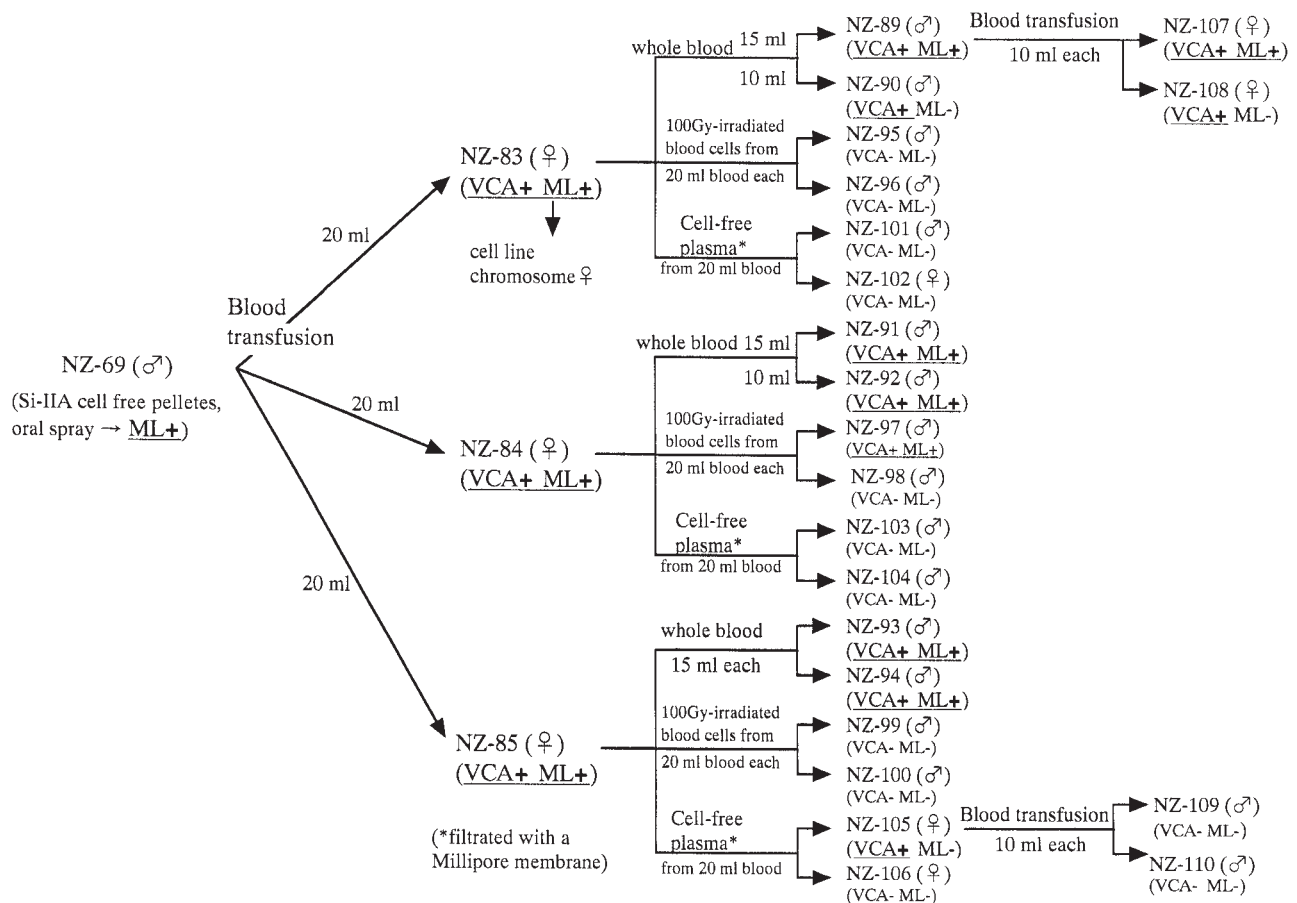 NZ-69 (♂)
(Si-IIA cell free pelletes,
oral spray → ML+)
Blood
transfusion
20 ml
20 ml
20 ml
NZ-83 (♀)
(VCA+ ML+)
cell line
chromosome ♀
NZ-84 (♀)
(VCA+ ML+)
NZ-85 (♀)
(VCA+ ML+)
(*filtrated with a
Millipore membrane)
whole blood 15 ml
10 ml
100Gy-irradiated
blood cells from
20 ml blood each
Cell-free
plasma*
from 20 ml blood
NZ-89 (♂)
(VCA+ ML+)
NZ-90 (♂)
(VCA+ ML-)
NZ-95 (♂)
(VCA- ML-)
NZ-96 (♂)
(VCA- ML-)
NZ-101 (♂)
(VCA- ML-)
NZ-102 (♀)
(VCA- ML-)
Blood transfusion
10 ml each
NZ-107 (♀)
(VCA+ ML+)
NZ-108 (♀)
(VCA+ ML-)
whole blood 15 ml
10 ml
100Gy-irradiated
blood cells from
20 ml blood each
Cell-free
plasma*
from 20 ml blood
NZ-91 (♂)
(VCA+ ML+)
NZ-92 (♂)
(VCA+ ML+)
NZ-97 (♂)
(VCA+ ML+)
NZ-98 (♂)
(VCA- ML-)
NZ-103 (♂)
(VCA- ML-)
NZ-104 (♂)
(VCA- ML-)
whole blood
15 ml each
100Gy-irradiated
blood cells from
20 ml blood each
Cell-free
plasma*
from 20 ml blood
NZ-93 (♂)
(VCA+ ML+)
NZ-94 (♂)
(VCA+ ML+)
NZ-99 (♂)
(VCA- ML-)
NZ-100 (♂)
(VCA- ML-)
NZ-105 (♀)
(VCA+ ML-)
NZ-106 (♀)
(VCA- ML-)
Blood transfusion
10 ml each
NZ-109 (♂)
(VCA- ML-)
NZ-110 (♂)
(VCA- ML-)